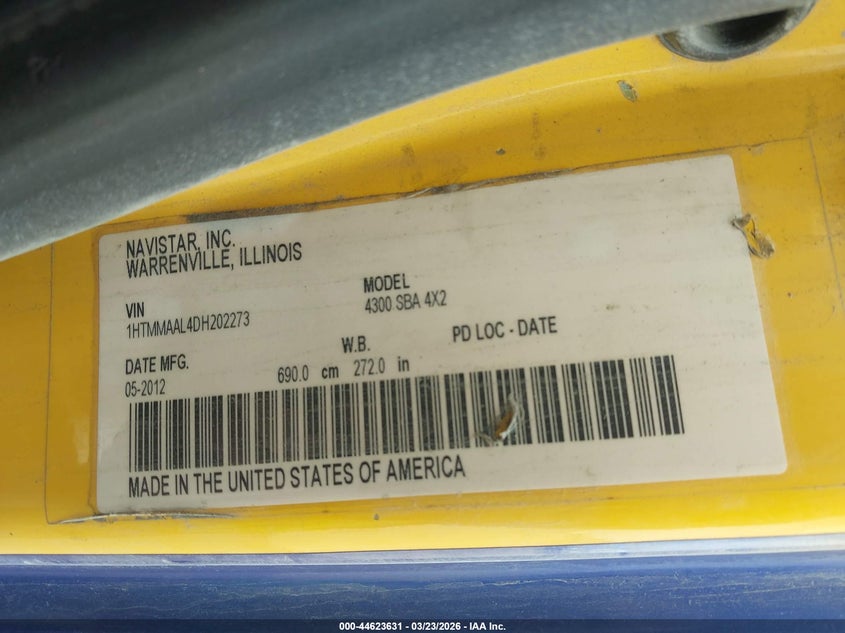 NAVISTAR, INC.
WARRENVILLE, ILLINOIS
VIN
1HTMMAAL4DH202273
MODEL
4300 SBA 4X2
DATE MFG.
05-2012
W.B.
690.0 cm 272.0 in
PD LOC - DATE
MADE IN THE UNITED STATES OF AMERICA
000-44623631 - 03/23/2026 - IAA Inc.